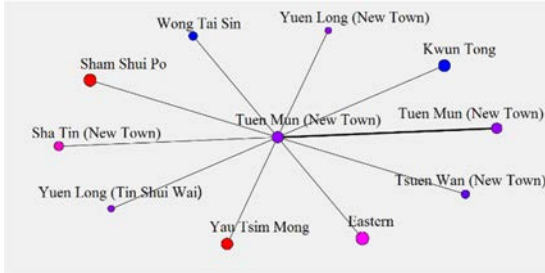 Wong Tai Sin
Yuen Long (New Town)
Kwun Tong
Sham Shui Po
Tuen Mun (New Town)
Tuen Mun (New Town)
Sha Tin (New Town)
Yuen Long (Tin Shui Wai)
Tsuen Wan (New Town)
Yau Tsim Mong
Eastern